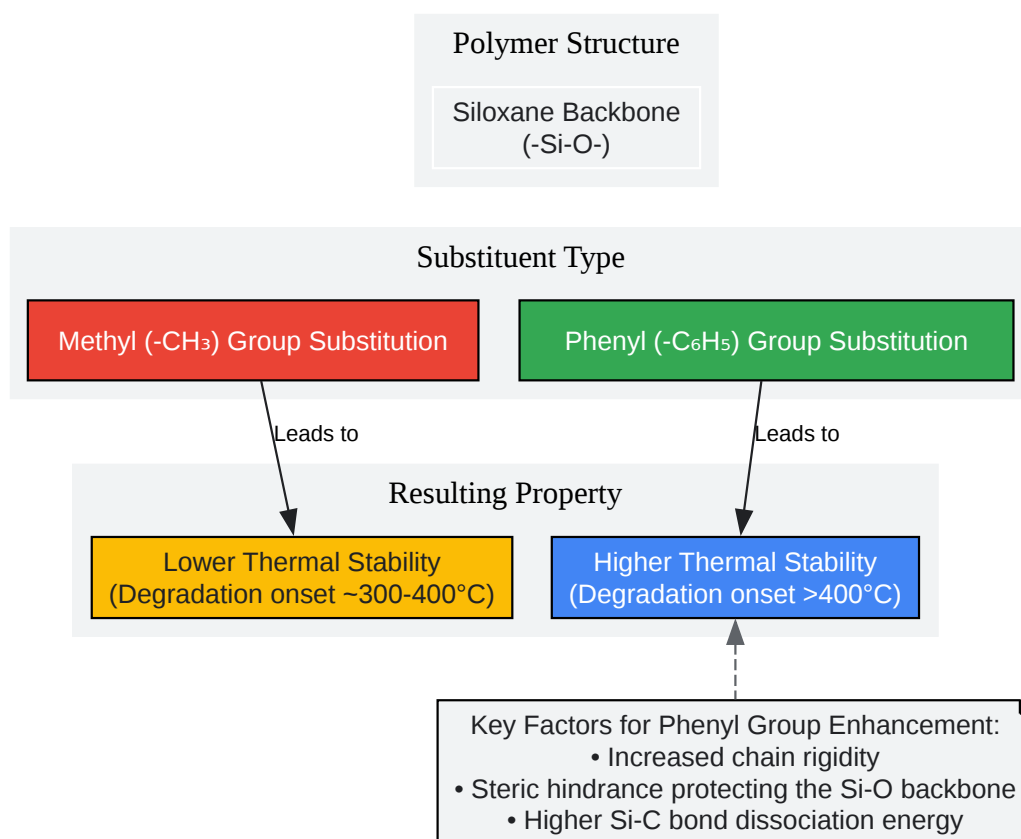 Polymer Structure
Siloxane Backbone
(-Si-O-)
Substituent Type
Methyl (-CH₃) Group Substitution
Phenyl (-C₆H₅) Group Substitution
Leads to
Leads to
Resulting Property
Lower Thermal Stability
(Degradation onset ~300-400°C)
Higher Thermal Stability
(Degradation onset >400°C)
Key Factors for Phenyl Group Enhancement:
• Increased chain rigidity
• Steric hindrance protecting the Si-O backbone
• Higher Si-C bond dissociation energy